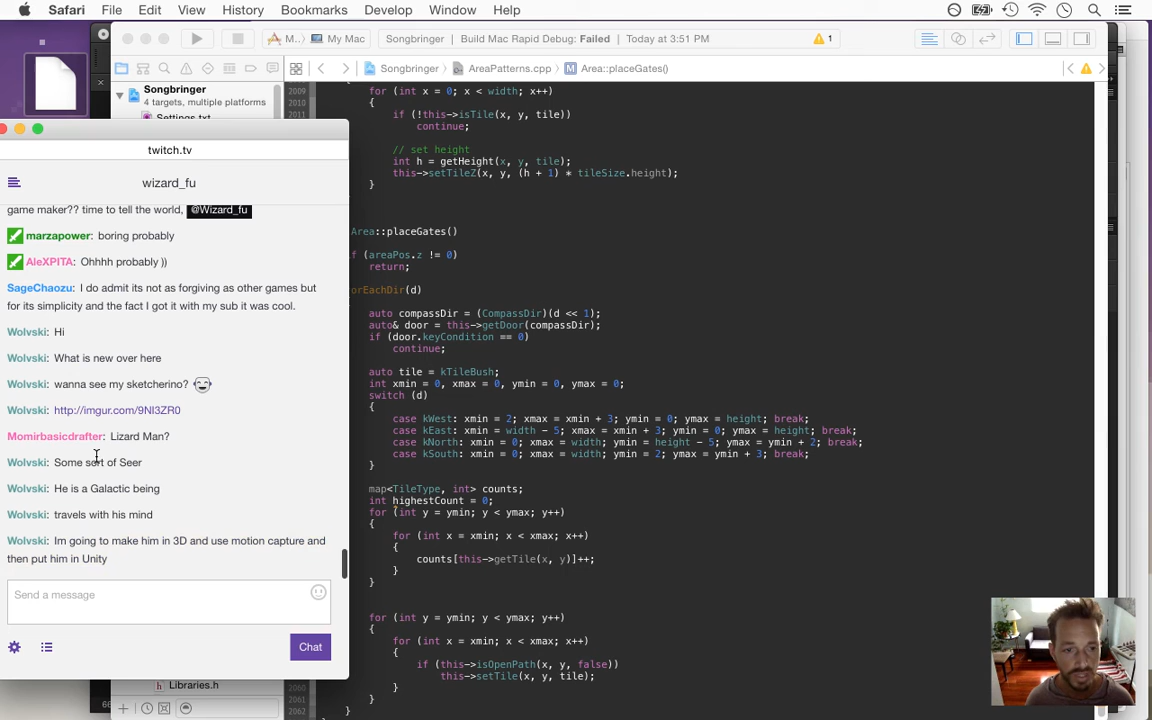 Safari File Edit View History Bookmarks Develop Window Help
M... My Mac Songbringer Build Mac Rapid Debug: Failed Today at 3:51 PM 1
Songbringer AreaPatterns.cpp M Area::placeGates()
Songbringer
4 targets, multiple platforms
Settings.txt
twitch.tv
wizard_fu
game maker?? time to tell the world, @Wizard_fu
marzapower: boring probably
AleXPITA: Ohhhh probably ))
SageChaozu: I do admit its not as forgiving as other games but
for its simplicity and the fact I got it with my sub it was cool.
Wolvski: Hi
Wolvski: What is new over here
Wolvski: wanna see my sketcherino?
Wolvski: http://imgur.com/9NI3ZR0
Momirbasicdrafter: Lizard Man?
Wolvski: Some sort of Seer
Wolvski: He is a Galactic being
Wolvski: travels with his mind
Wolvski: Im going to make him in 3D and use motion capture and
then put him in Unity
Send a message
Chat
Libraries.h
2009 for (int x = 0; x < width; x++)
2010 {
2011 if (!this->isTile(x, y, tile))
continue;
// set height
int h = getHeight(x, y, tile);
this->setTileZ(x, y, (h + 1) * tileSize.height);
}
Area::placeGates()
if (areaPos.z != 0)
return;
orEachDir(d)
auto compassDir = (CompassDir)(d << 1);
auto& door = this->getDoor(compassDir);
if (door.keyCondition == 0)
continue;
auto tile = kTileBush;
int xmin = 0, xmax = 0, ymin = 0, ymax = 0;
switch (d)
{
case kWest: xmin = 2; xmax = xmin + 3; ymin = 0; ymax = height; break;
case kEast: xmin = width - 5; xmax = xmin + 3; ymin = 0; ymax = height; break;
case kNorth: xmin = 0; xmax = width; ymin = height - 5; ymax = ymin + 2; break;
case kSouth: xmin = 0; xmax = width; ymin = 2; ymax = ymin + 3; break;
}
map<TileType, int> counts;
int highestCount = 0;
for (int y = ymin; y < ymax; y++)
{
for (int x = xmin; x < xmax; x++)
{
counts[this->getTile(x, y)]++;
}
}
for (int y = ymin; y < ymax; y++)
{
for (int x = xmin; x < xmax; x++)
{
if (this->isOpenPath(x, y, false))
this->setTile(x, y, tile);
2060 }
2061 }
2062 }